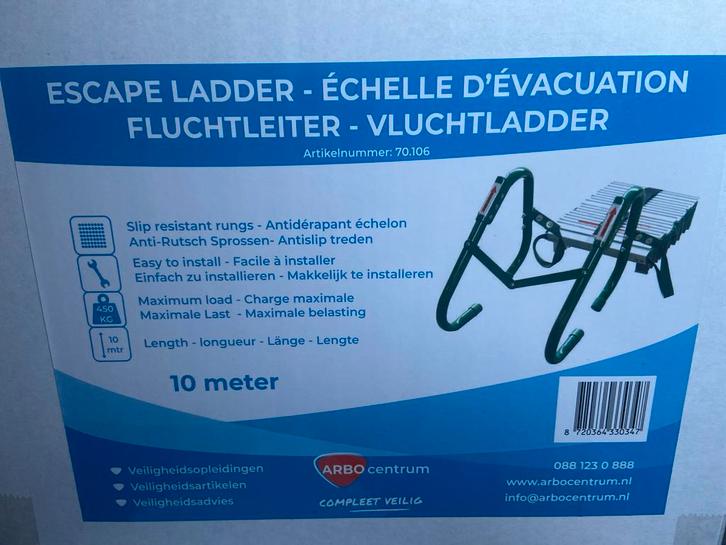 ESCAPE LADDER - ÉCHELLE D'ÉVACUATION
FLUCHTLEITER - VLUCHTLADDER
Artikelnummer: 70.106
Slip resistant rungs - Antidérapant échelon
Anti-Rutsch Sprossen- Antislip treden
Easy to install - Facile à installer
Einfach zu installieren - Makkelijk te installeren
450
KG
Maximum load - Charge maximale
Maximale Last - Maximale belasting
10
mtr
Length - longueur - Länge - Lengte
10 meter
8 720364 330347
Veiligheidsopleidingen
Veiligheidsartikelen
Veiligheidsadvies
ARBO centrum
COMPLEET VEILIG
088 123 0 888
www.arbocentrum.nl
info@arbocentrum.nl